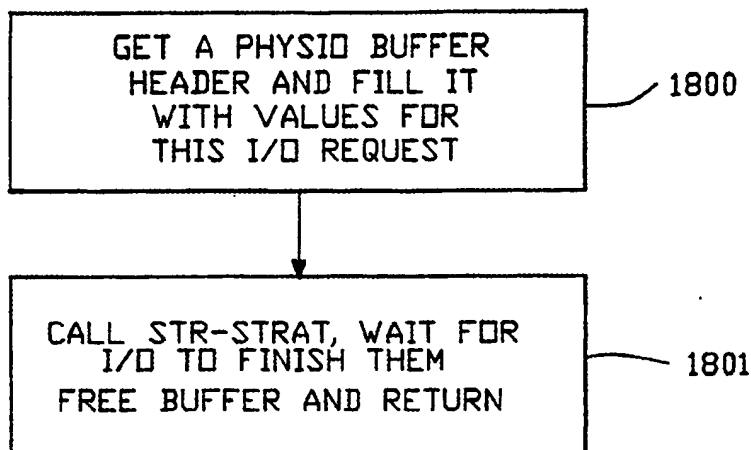 GET A PHYSIO BUFFER
HEADER AND FILL IT
WITH VALUES FOR
THIS I/O REQUEST
1800
CALL STR-STRAT, WAIT FOR
I/O TO FINISH THEM
FREE BUFFER AND RETURN
1801